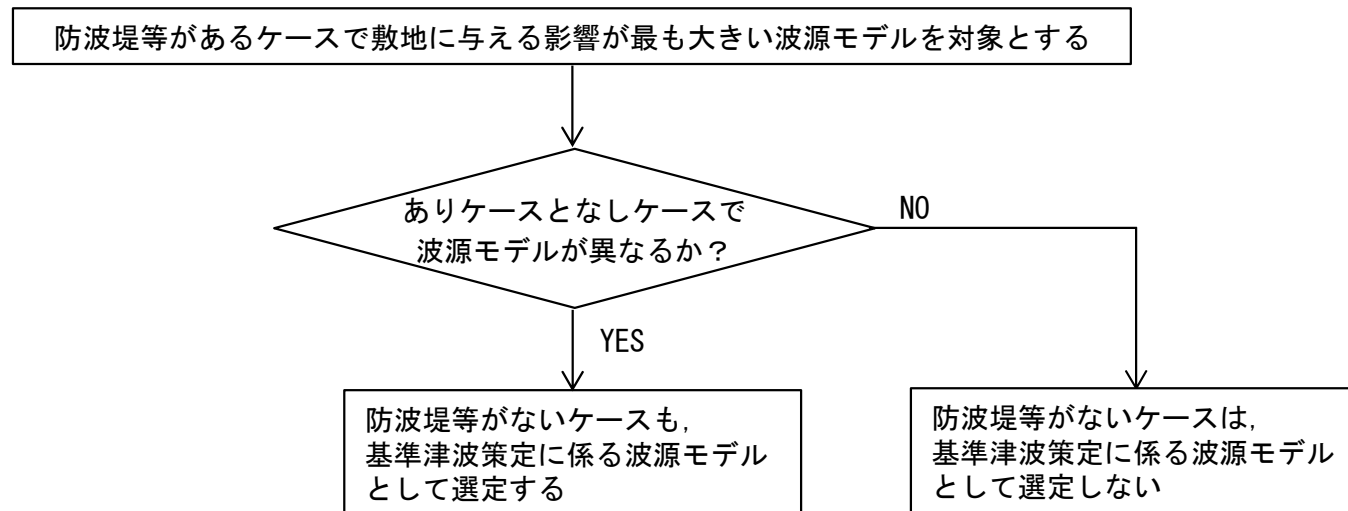 防波堤等があるケースで敷地に与える影響が最も大きい波源モデルを対象とする
ありケースとなしケースで
波源モデルが異なるか？
NO
YES
防波堤等がないケースも，
基準津波策定に係る波源モデル
として選定する
防波堤等がないケースは，
基準津波策定に係る波源モデル
として選定しない